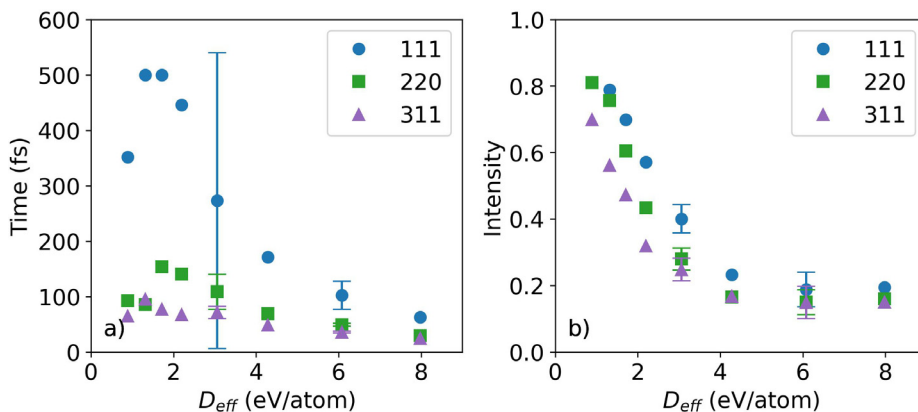 600
500
400
300
200
100
0
Time (fs)
111
220
311
a)
0 2 4 6 8
D_eff (eV/atom)
1.0
0.8
0.6
0.4
0.2
0.0
Intensity
111
220
311
b)
0 2 4 6 8
D_eff (eV/atom)